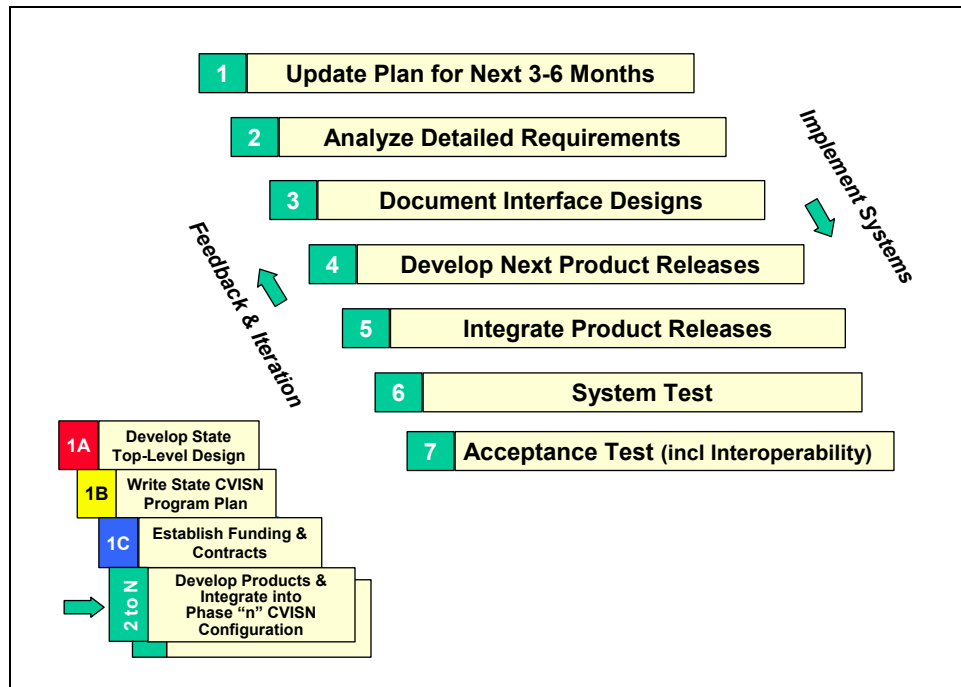 1 Update Plan for Next 3-6 Months
2 Analyze Detailed Requirements
3 Document Interface Designs
4 Develop Next Product Releases
5 Integrate Product Releases
6 System Test
7 Acceptance Test (incl Interoperability)
Implement Systems
Feedback & Iteration
1A Develop State
Top-Level Design
1B Write State CVISN
Program Plan
1C Establish Funding &
Contracts
2 to N
Develop Products &
Integrate into
Phase “n” CVISN
Configuration